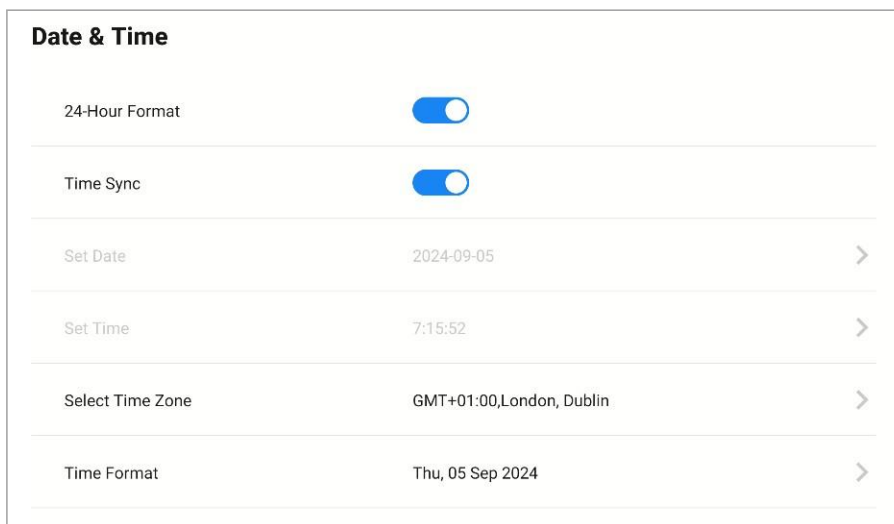 Date & Time
24-Hour Format
Time Sync
Set Date 2024-09-05
Set Time 7:15:52
Select Time Zone GMT+01:00,London, Dublin
Time Format Thu, 05 Sep 2024